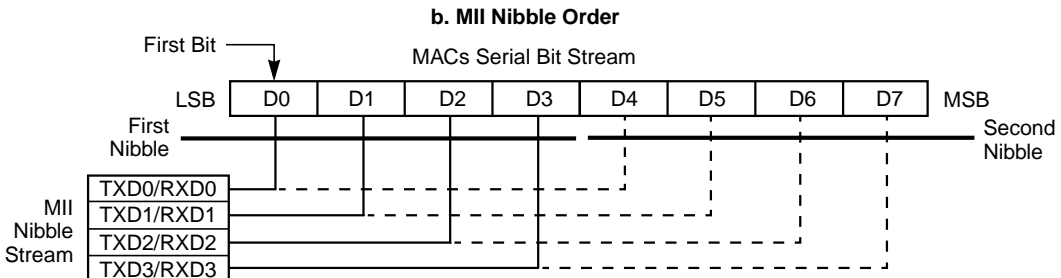 b. MII Nibble Order
First Bit
MACs Serial Bit Stream
LSB D0 D1 D2 D3 D4 D5 D6 D7 MSB
First
Nibble
Second
Nibble
MII
Nibble
Stream
TXD0/RXD0
TXD1/RXD1
TXD2/RXD2
TXD3/RXD3